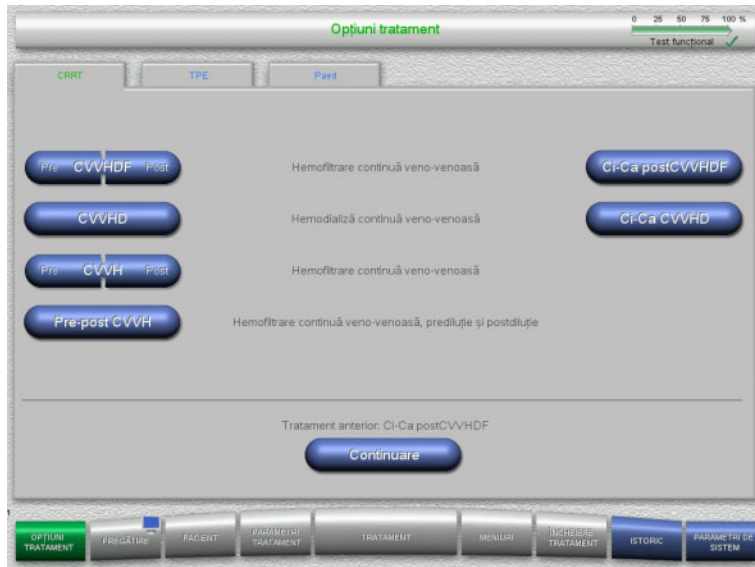 Opțiuni tratament
0 25 50 75 100 %
Test funcțional
CRRT TPE Paed
Pre CVVHDF Post Hemofiltrare continuă veno-venoasă Ci-Ca postCVVHDF
CVVHD Hemodializă continuă veno-venoasă Ci-Ca CVVHD
Pre CVVH Post Hemofiltrare continuă veno-venoasă
Pre-post CVVH Hemofiltrare continuă veno-venoasă, prediluție și postdiluție
Tratament anterior: Ci-Ca postCVVHDF
Continuare
OPȚIUNI TRATAMENT
PREGĂTIRE
PACIENT
PARAMETRI TRATAMENT
TRATAMENT
MENIURI
ÎNCHEIERE TRATAMENT
ISTORIC
PARAMETRI DE SISTEM